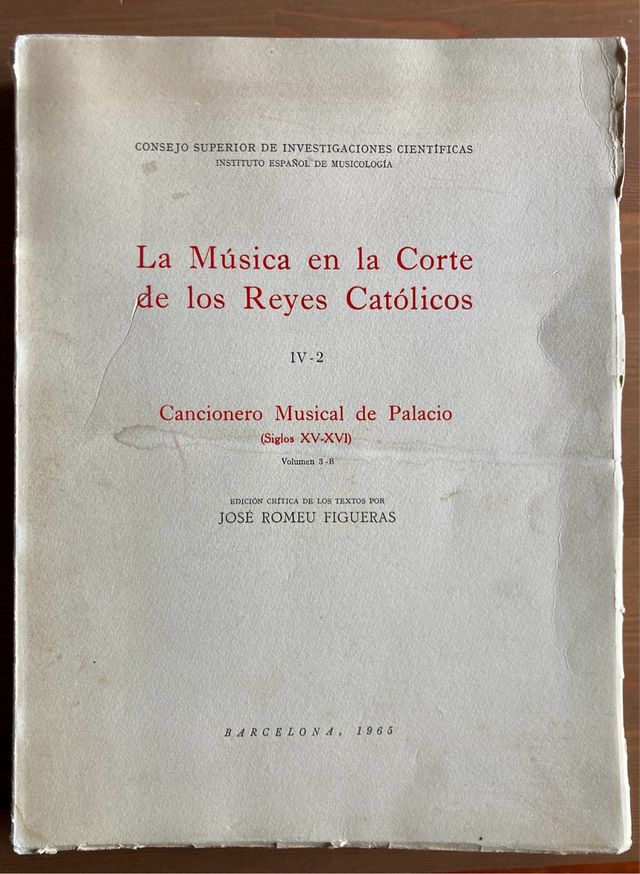 CONSEJO SUPERIOR DE INVESTIGACIONES CIENTÍFICAS
INSTITUTO ESPAÑOL DE MUSICOLOGÍA
La Música en la Corte
de los Reyes Católicos
IV-2
Cancionero Musical de Palacio
(Siglos XV-XVI)
Volumen 3-B
EDICIÓN CRÍTICA DE LOS TEXTOS POR
JOSÉ ROMEU FIGUERAS
BARCELONA, 1965